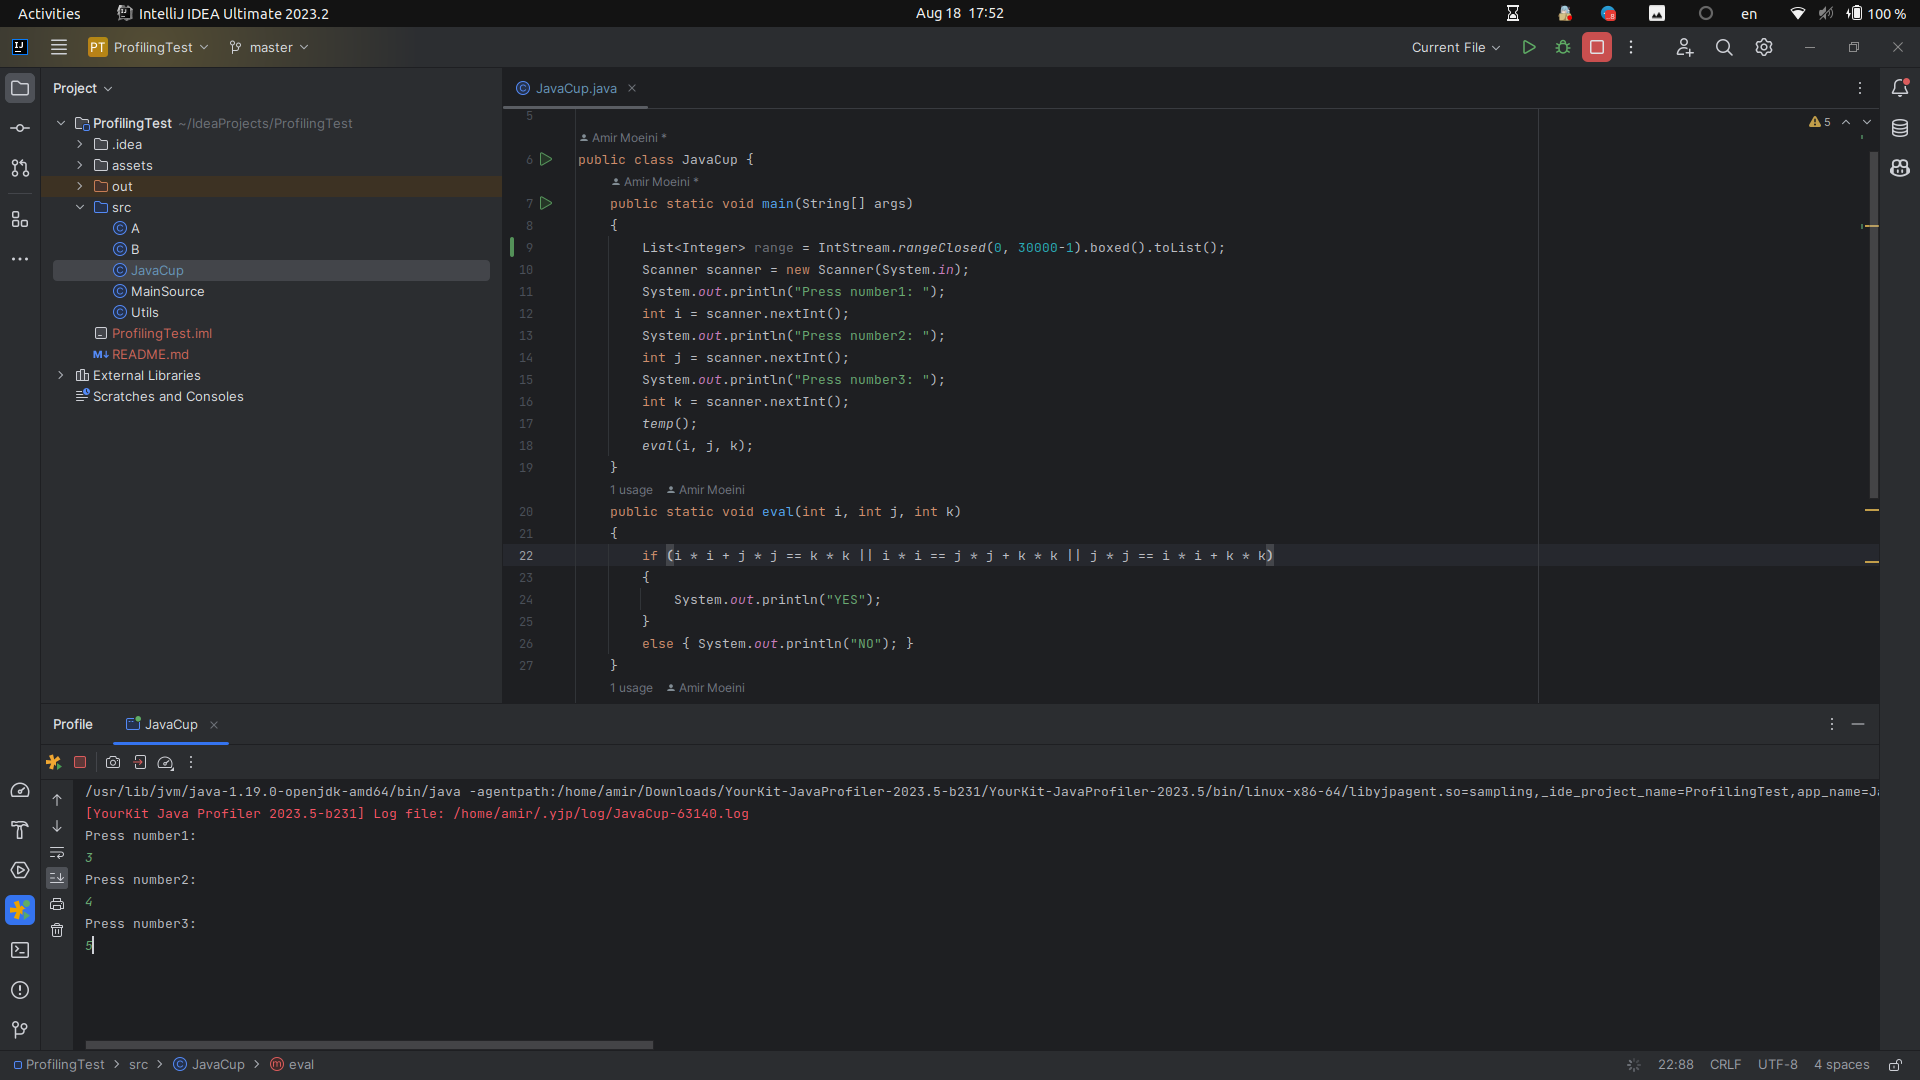 Activities
IntelliJ IDEA Ultimate 2023.2
Aug 18 17:52
en
100 %
PT ProfilingTest
master
Current File
Project
JavaCup.java
ProfilingTest ~/IdeaProjects/ProfilingTest
.idea
assets
out
src
A
B
JavaCup
MainSource
Utils
ProfilingTest.iml
M↓ README.md
External Libraries
Scratches and Consoles
5
5
Amir Moeini *
6 public class JavaCup {
Amir Moeini *
7 public static void main(String[] args)
8 {
9 List<Integer> range = IntStream.rangeClosed(0, 30000-1).boxed().toList();
10 Scanner scanner = new Scanner(System.in);
11 System.out.println("Press number1: ");
12 int i = scanner.nextInt();
13 System.out.println("Press number2: ");
14 int j = scanner.nextInt();
15 System.out.println("Press number3: ");
16 int k = scanner.nextInt();
17 temp();
18 eval(i, j, k);
19 }
1 usage Amir Moeini
20 public static void eval(int i, int j, int k)
21 {
22 if (i * i + j * j == k * k || i * i == j * j + k * k || j * j == i * i + k * k)
23 {
24 System.out.println("YES");
25 }
26 else { System.out.println("NO"); }
27 }
1 usage Amir Moeini
Profile
JavaCup
/usr/lib/jvm/java-1.19.0-openjdk-amd64/bin/java -agentpath:/home/amir/Downloads/YourKit-JavaProfiler-2023.5-b231/YourKit-JavaProfiler-2023.5/bin/linux-x86-64/libyjpagent.so=sampling,_ide_project_name=ProfilingTest,app_name=Ja
[YourKit Java Profiler 2023.5-b231] Log file: /home/amir/.yjp/log/JavaCup-63140.log
Press number1:
3
Press number2:
4
Press number3:
5
ProfilingTest > src > JavaCup > eval
22:88 CRLF UTF-8 4 spaces